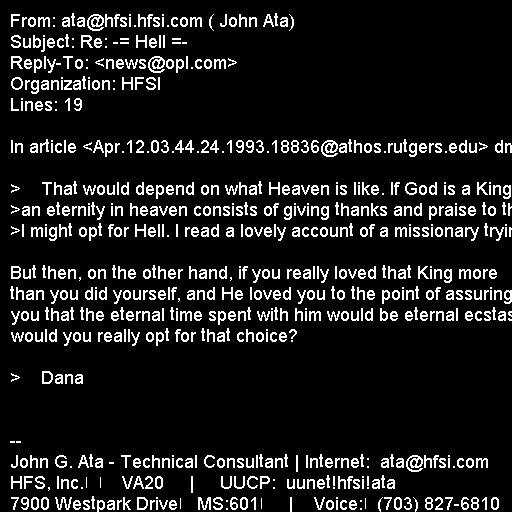 From: ata@hfsi.hfsi.com ( John Ata)
Subject: Re: -= Hell =-
Reply-To: <news@opl.com>
Organization: HFSI
Lines: 19
In article <Apr.12.03.44.24.1993.18836@athos.rutgers.edu>
>    That would depend on what Heaven is like. If God is a King
>an eternity in heaven consists of giving thanks and praise to
>I might opt for Hell. I read a lovely account of a missionary
But then, on the other hand, if you really loved that King more
than you did yourself, and He loved you to the point of assuring
you that the eternal time spent with him would be eternal
would you really opt for that choice?
>    Dana
--
John G. Ata - Technical Consultant | Internet:  ata@hfsi.com
HFS, Inc.    VA20     |     UUCP:  uunet!hfsi!ata
7900 Westpark Drive   MS:601     |    Voice:  (703) 827-6810